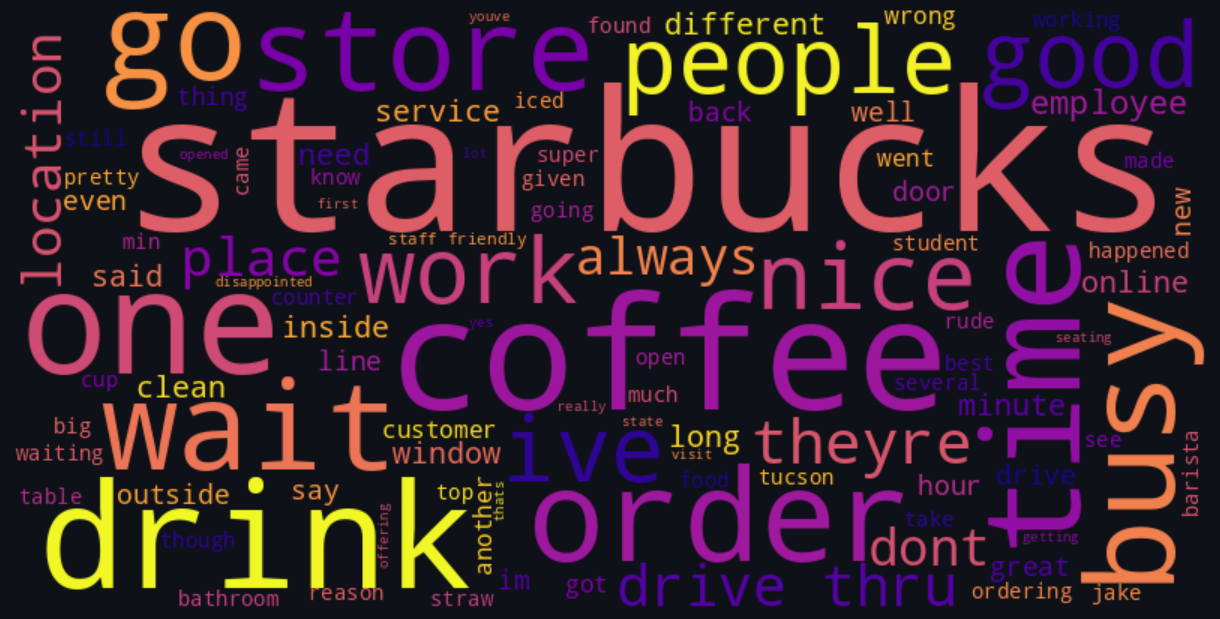 youve
go
store
found
different
wrong
working
good
people
location
thing
service
iced
back
well
employee
still
starbucks
opened
came
need
lot
super
went
made
pretty
know
given
door
even
first
going
new
min
staff friendly
student
place
work
always
nice
time
happened
said
disappointed
online
one
counter
inside
coffee
yes
rude
busy
line
open
seating
cup
clean
best
several
much
minute
wait
really
big
customer
state
ive
long
theyre
see
barista
waiting
window
visit
drive
table
outside
say
top
another
thats
food
tucson
hour
drink
order
offering
take
though
dont
getting
im
got
drive thru
great
bathroom
reason
straw
ordering
jake